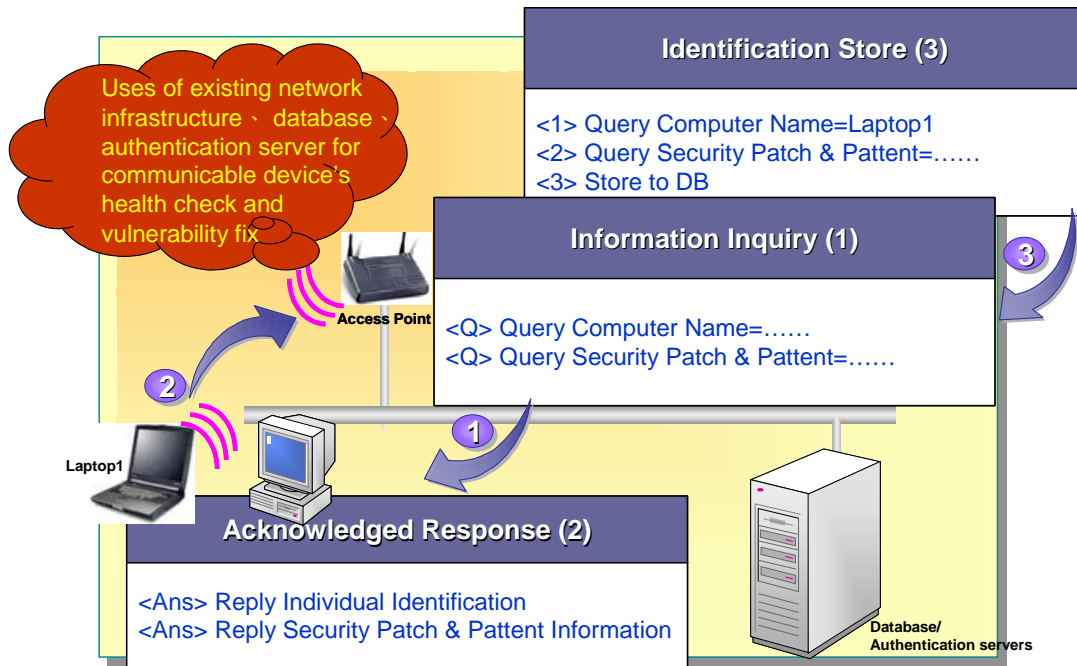 Identification Store (3)
<1> Query Computer Name=Laptop1
<2> Query Security Patch & Pattent=……
<3> Store to DB
Uses of existing network
infrastructure、 database、
authentication server for
communicable device's
health check and
vulnerability fix
Information Inquiry (1)
<Q> Query Computer Name=……
<Q> Query Security Patch & Pattent=……
3
Access Point
2
1
Laptop1
Acknowledged Response (2)
<Ans> Reply Individual Identification
<Ans> Reply Security Patch & Pattent Information
Database/
Authentication servers